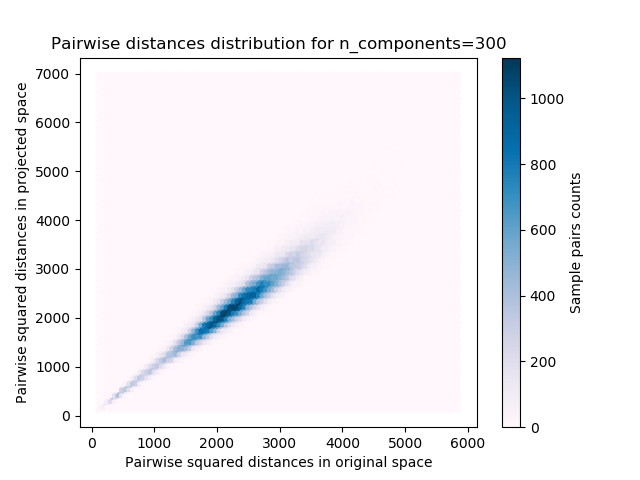 Pairwise distances distribution for n_components=300
Pairwise squared distances in projected space
7000
6000
5000
4000
3000
2000
1000
0
0 1000 2000 3000 4000 5000 6000
Pairwise squared distances in original space
1000
800
600
400
200
0
Sample pairs counts